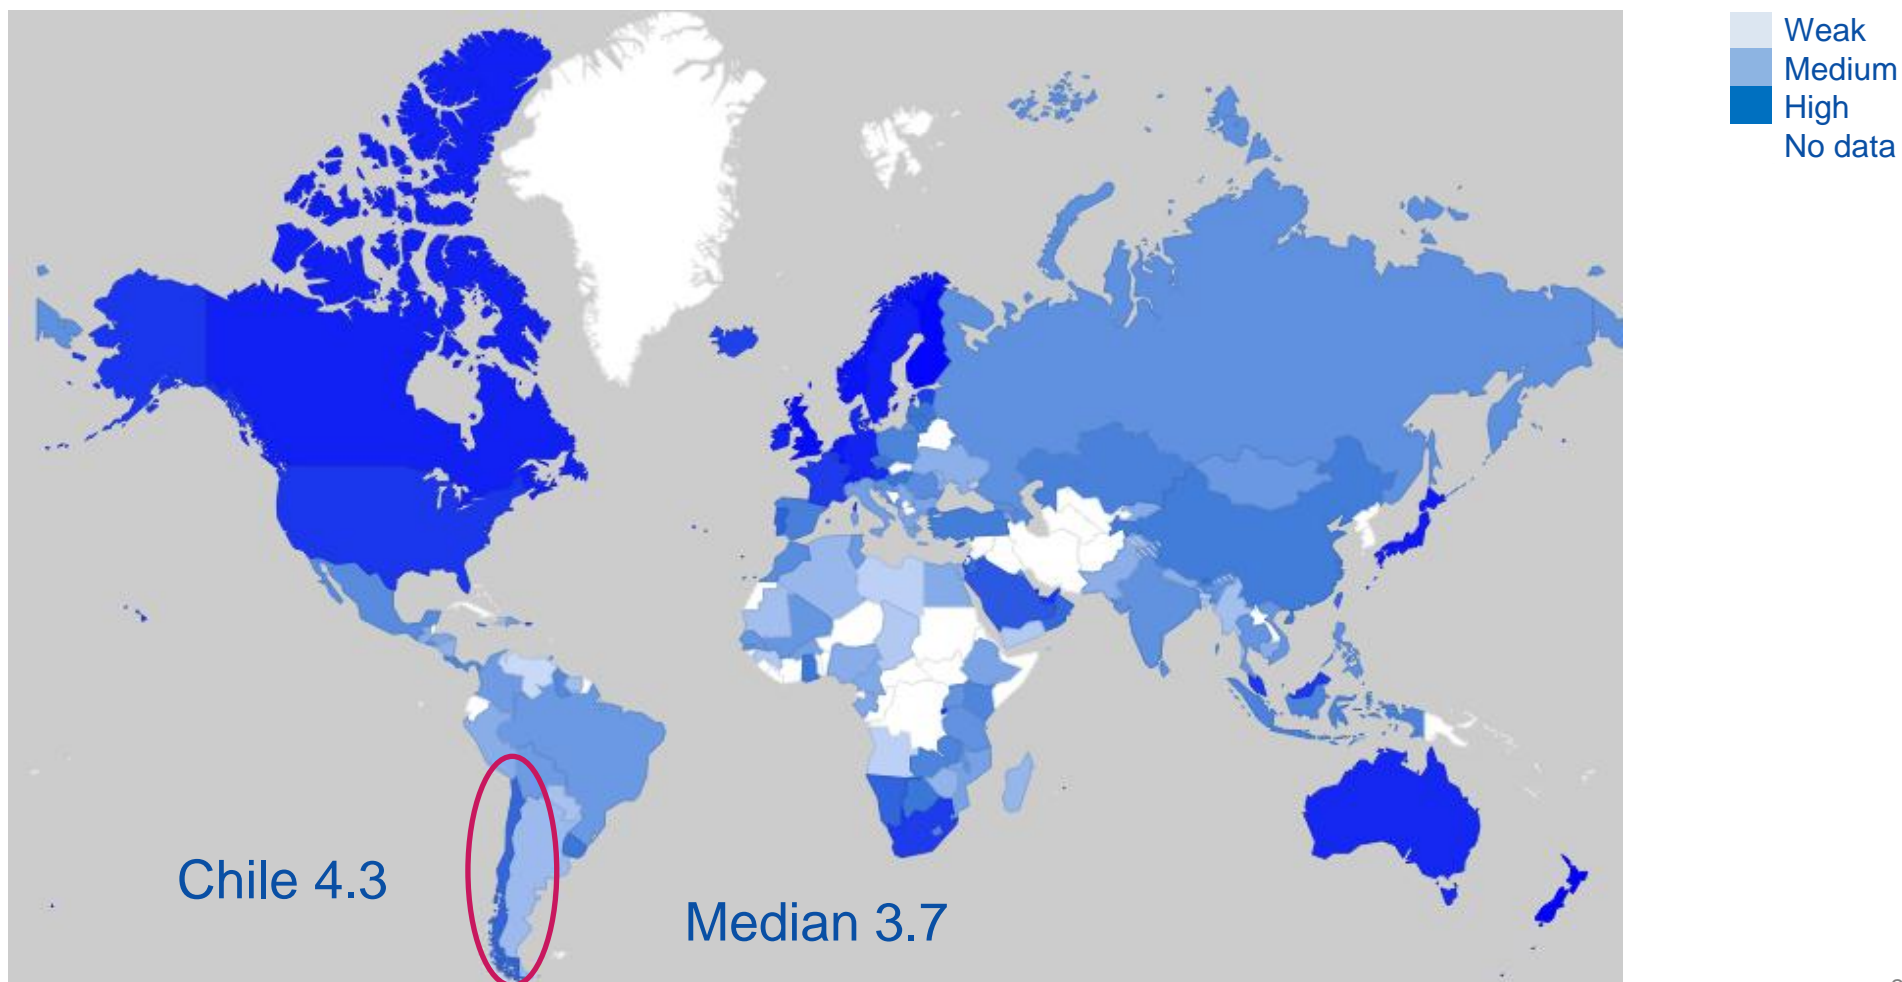 Weak
Medium
High
No data
Chile 4.3
Median 3.7